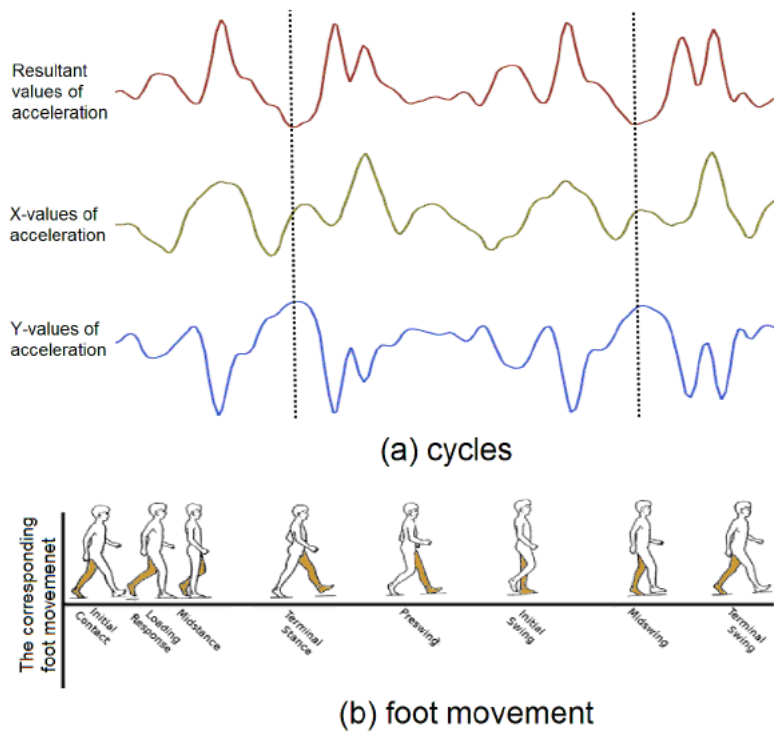 Resultant
values of
acceleration
X-values of
acceleration
Y-values of
acceleration
(a) cycles
The corresponding
foot movemenet
Initial
Contact
Loading
Response
Midstance
Terminal
Stance
Preswing
Initial
Swing
Midswing
Terminal
Swing
(b) foot movement